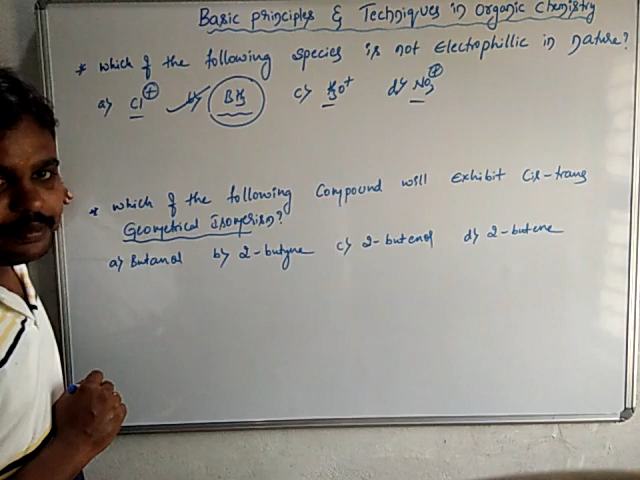 Basic principles & Techniques in organic chemistry
* which of the following species is not Electrophillic in nature?
a) Cl⊕ b) BH3 c) H3O+ d) NO2⊕
* which of the following Compound will Exhibit Cis-trans
Geometrical Isomerism?
a) Butanol b) 2-butyne c) 2-butenol d) 2-butene